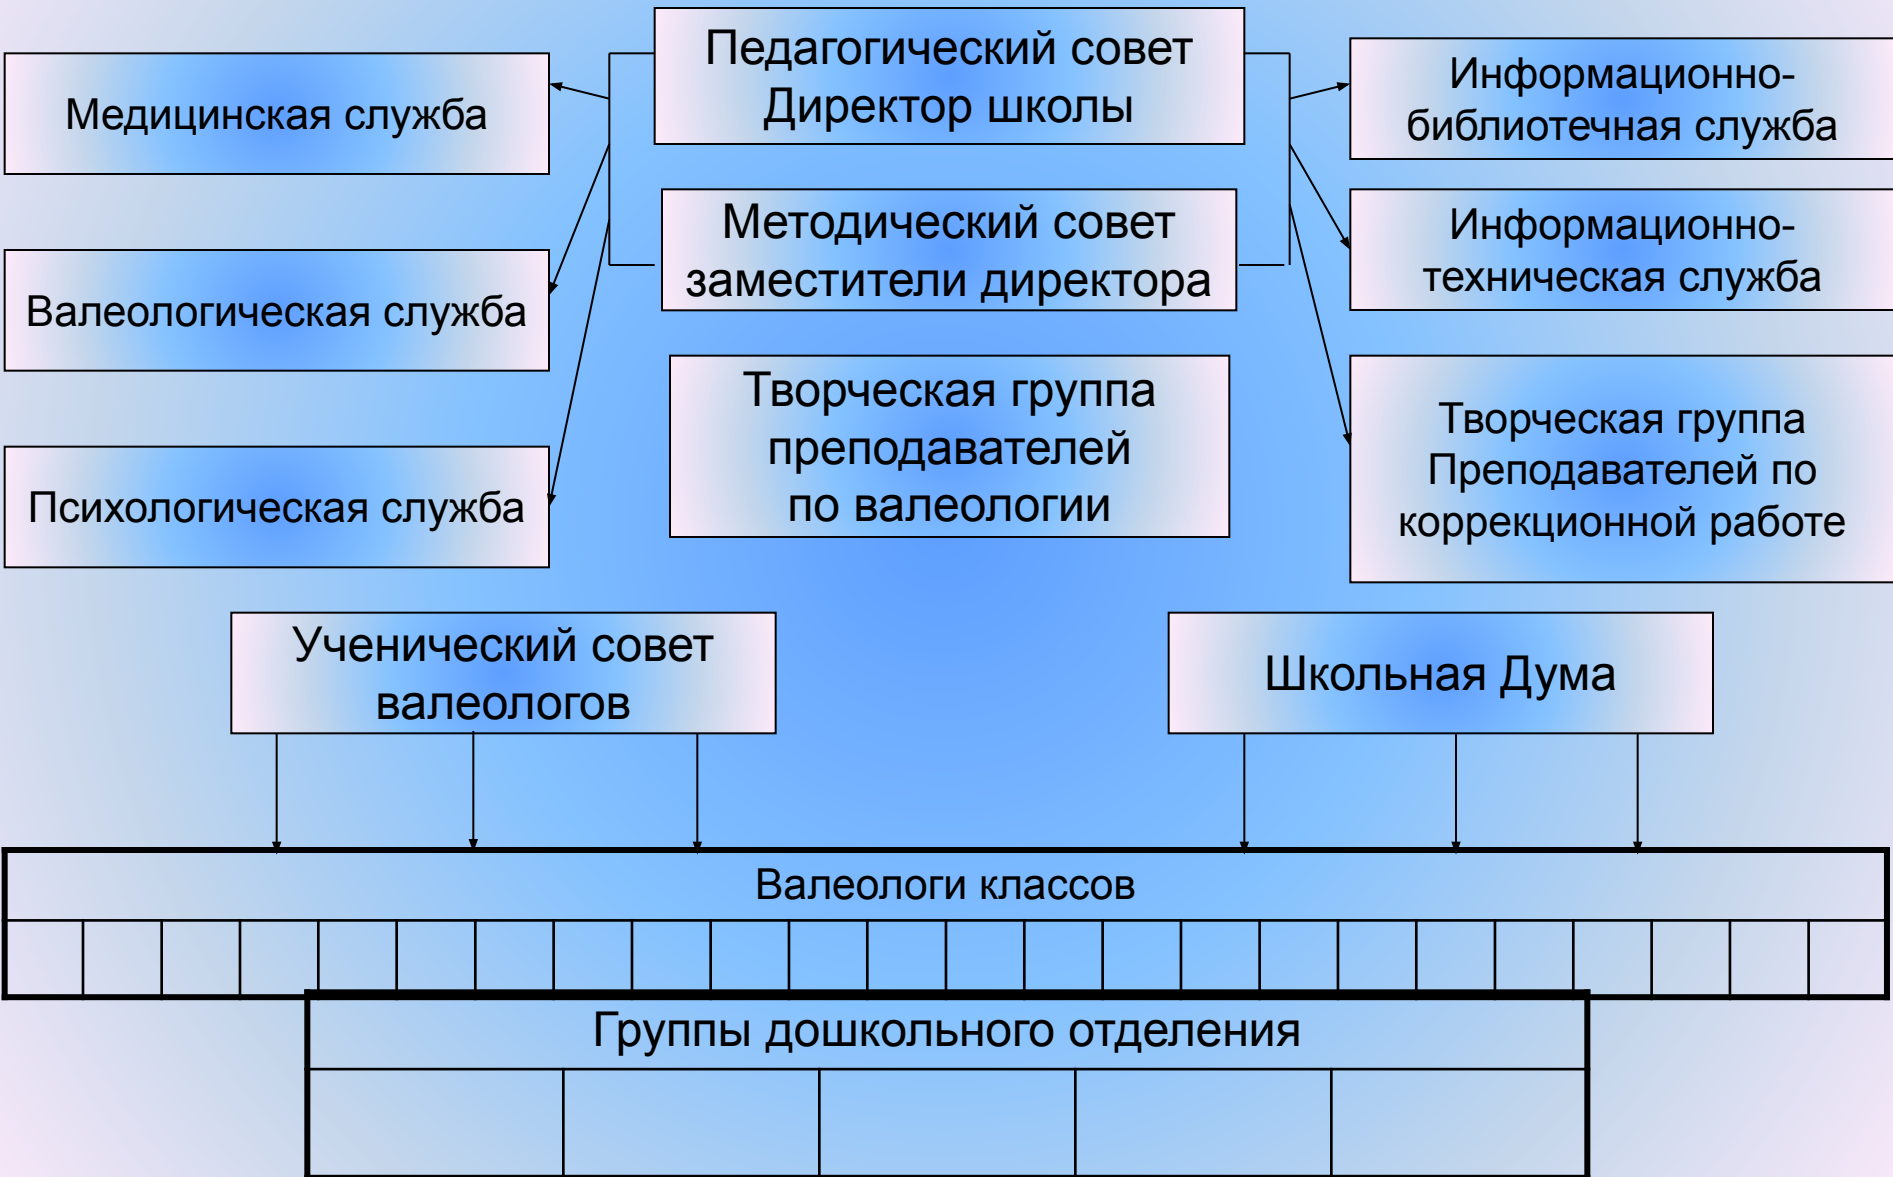 Педагогический совет
Директор школы
Медицинская служба
Информационно-
библиотечная служба
Методический совет
заместители директора
Валеологическая служба
Информационно-
техническая служба
Творческая группа
преподавателей
по валеологии
Психологическая служба
Творческая группа
Преподавателей по
коррекционной работе
Ученический совет
валеологов
Школьная Дума
Валеологи классов
Группы дошкольного отделения